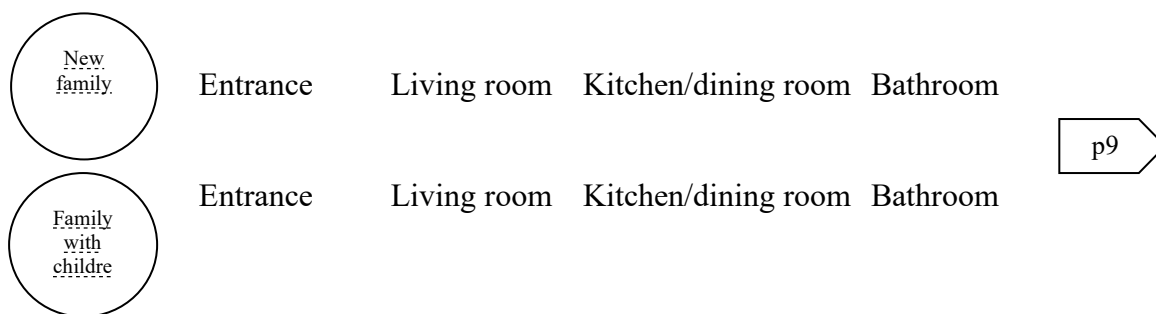 New
family
Entrance Living room Kitchen/dining room Bathroom
p9
Entrance Living room Kitchen/dining room Bathroom
Family
with
childre